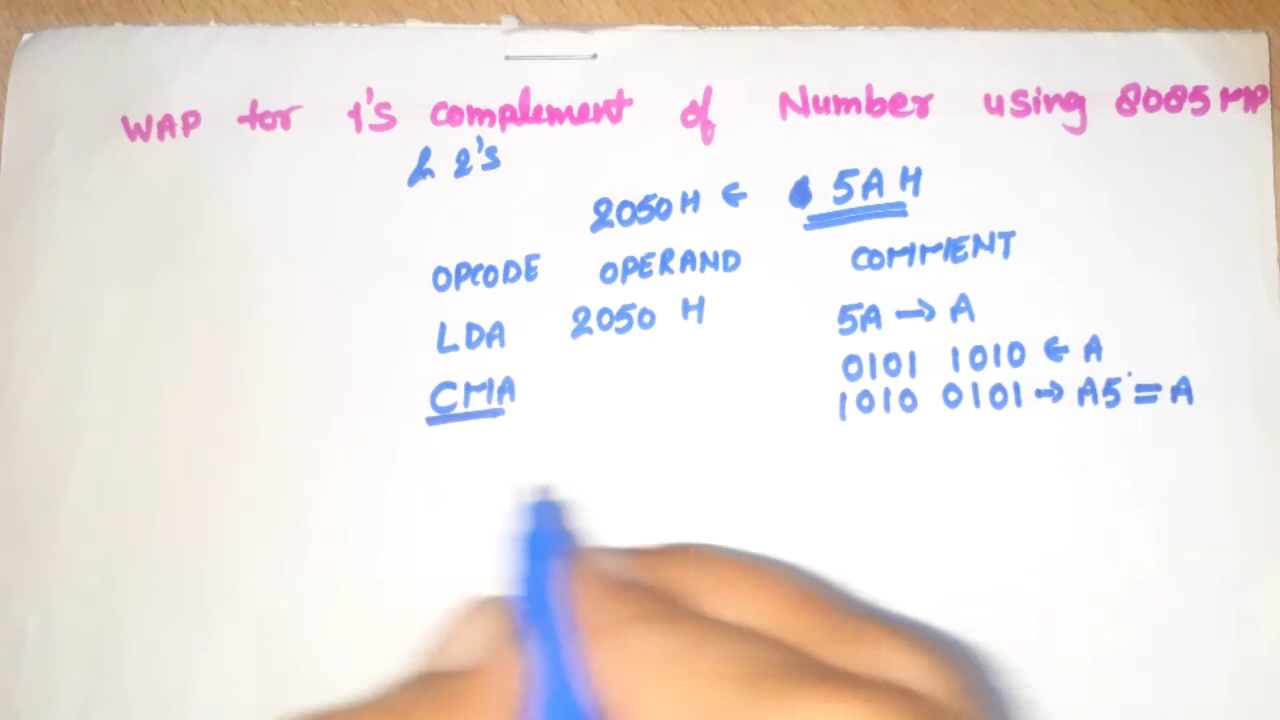 WAP for 1's complement of Number using 8085 MP
& 2's
2050 H ← 5A H
OPCODE OPERAND COMMENT
LDA 2050 H 5A → A
0101 1010 ← A
CMA 1010 0101 → A5 = A